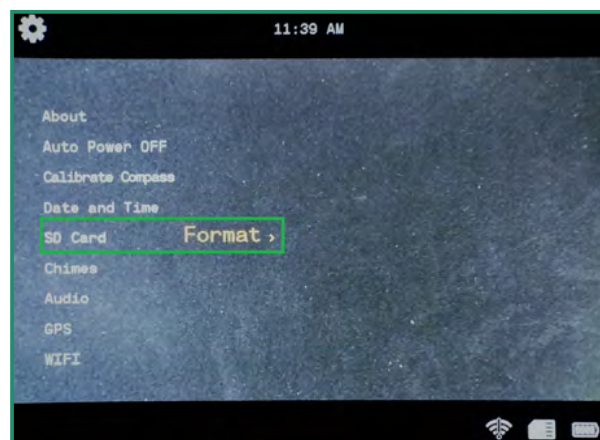 11:39 AM
About
Auto Power OFF
Calibrate Compass
Date and Time
SD Card Format ›
Chimes
Audio
GPS
WIFI